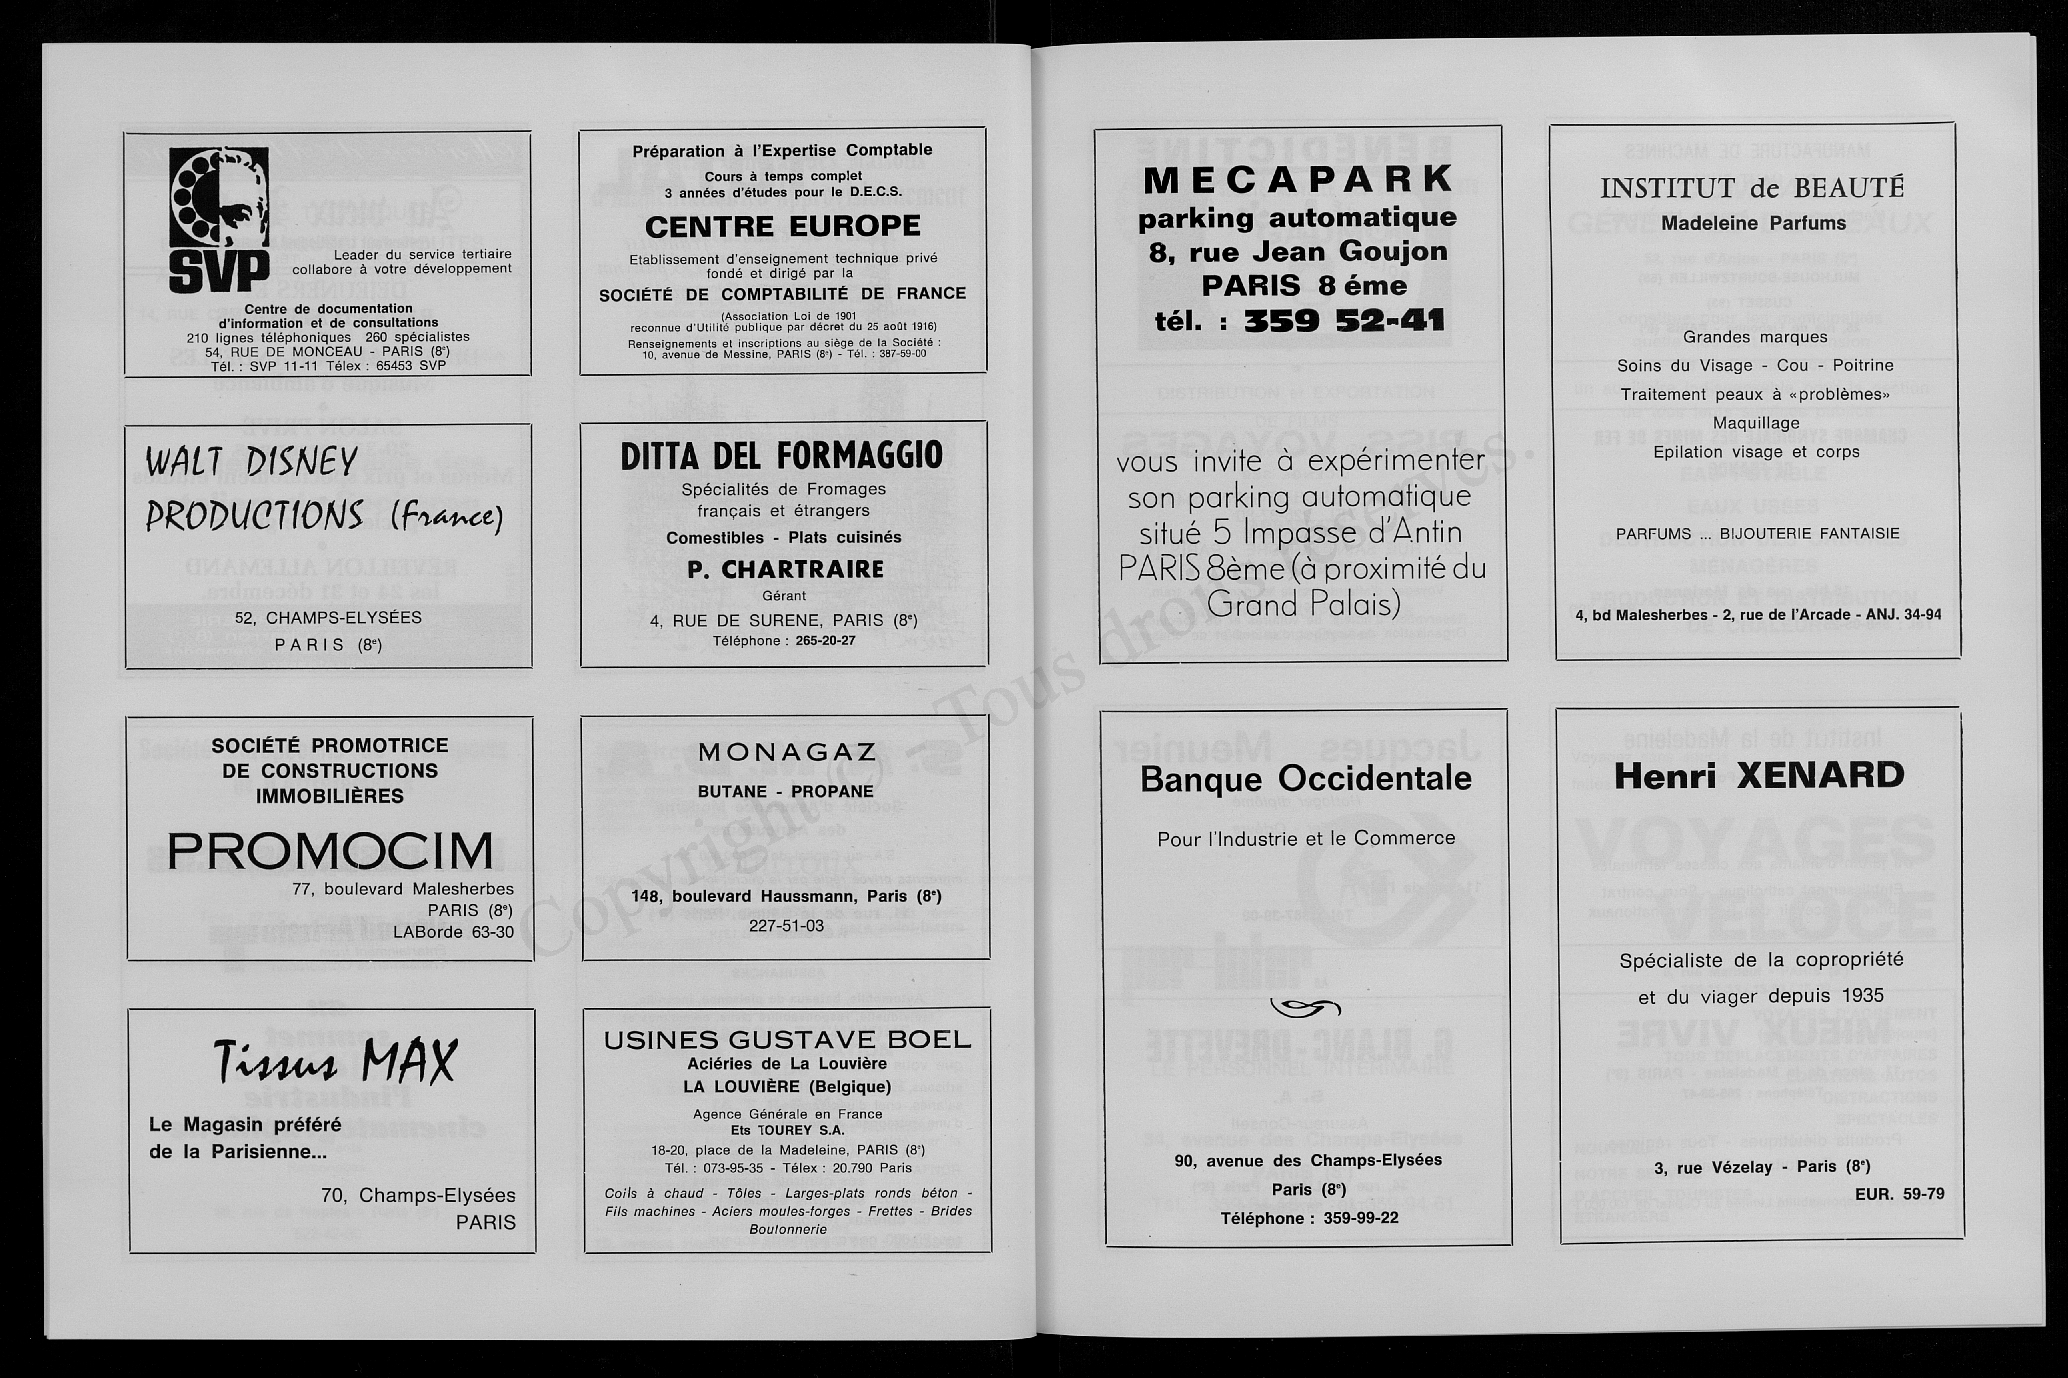 SVP
Leader du service tertiaire
collabore à votre développement
Centre de documentation
d'information et de consultations
210 lignes téléphoniques 260 spécialistes
54, RUE DE MONCEAU - PARIS (8e)
Tél. : SVP 11-11 Télex : 65453 SVP
Préparation à l'Expertise Comptable
Cours à temps complet
3 années d'études pour le D.E.C.S.
CENTRE EUROPE
Etablissement d'enseignement technique privé
fondé et dirigé par la
SOCIÉTÉ DE COMPTABILITÉ DE FRANCE
(Association Loi de 1901
reconnue d'Utilité publique par décret du 25 août 1916)
Renseignements et inscriptions au siège de la Société :
10, avenue de Messine, PARIS (8e) - Tél. : 387-59-00
WALT DISNEY
PRODUCTIONS (France)
52, CHAMPS-ELYSÉES
PARIS (8e)
DITTA DEL FORMAGGIO
Spécialités de Fromages
français et étrangers
Comestibles - Plats cuisinés
P. CHARTRAIRE
Gérant
4, RUE DE SURENE, PARIS (8e)
Téléphone : 265-20-27
SOCIÉTÉ PROMOTRICE
DE CONSTRUCTIONS
IMMOBILIÈRES
PROMOCIM
77, boulevard Malesherbes
PARIS (8e)
LABorde 63-30
MONAGAZ
BUTANE - PROPANE
148, boulevard Haussmann, Paris (8e)
227-51-03
Tissus MAX
Le Magasin préféré
de la Parisienne...
70, Champs-Elysées
PARIS
USINES GUSTAVE BOEL
Aciéries de La Louvière
LA LOUVIÈRE (Belgique)
Agence Générale en France
Ets TOUREY S.A.
18-20, place de la Madeleine, PARIS (8e)
Tél. : 073-95-35 - Télex : 20.790 Paris
Coils à chaud - Tôles - Larges-plats ronds béton -
Fils machines - Aciers moules-forges - Frettes - Brides
Boulonnerie
MECAPARK
parking automatique
8, rue Jean Goujon
PARIS 8éme
tél. : 359 52-41
vous invite à expérimenter
son parking automatique
situé 5 Impasse d'Antin
PARIS 8ème (à proximité du
Grand Palais)
INSTITUT de BEAUTÉ
Madeleine Parfums
Grandes marques
Soins du Visage - Cou - Poitrine
Traitement peaux à «problèmes»
Maquillage
Epilation visage et corps
PARFUMS ... BIJOUTERIE FANTAISIE
4, bd Malesherbes - 2, rue de l'Arcade - ANJ. 34-94
Banque Occidentale
Pour l'Industrie et le Commerce
90, avenue des Champs-Elysées
Paris (8e)
Téléphone : 359-99-22
Henri XENARD
Spécialiste de la copropriété
et du viager depuis 1935
3, rue Vézelay - Paris (8e)
EUR. 59-79
Copyright © - Tous droits réservés.